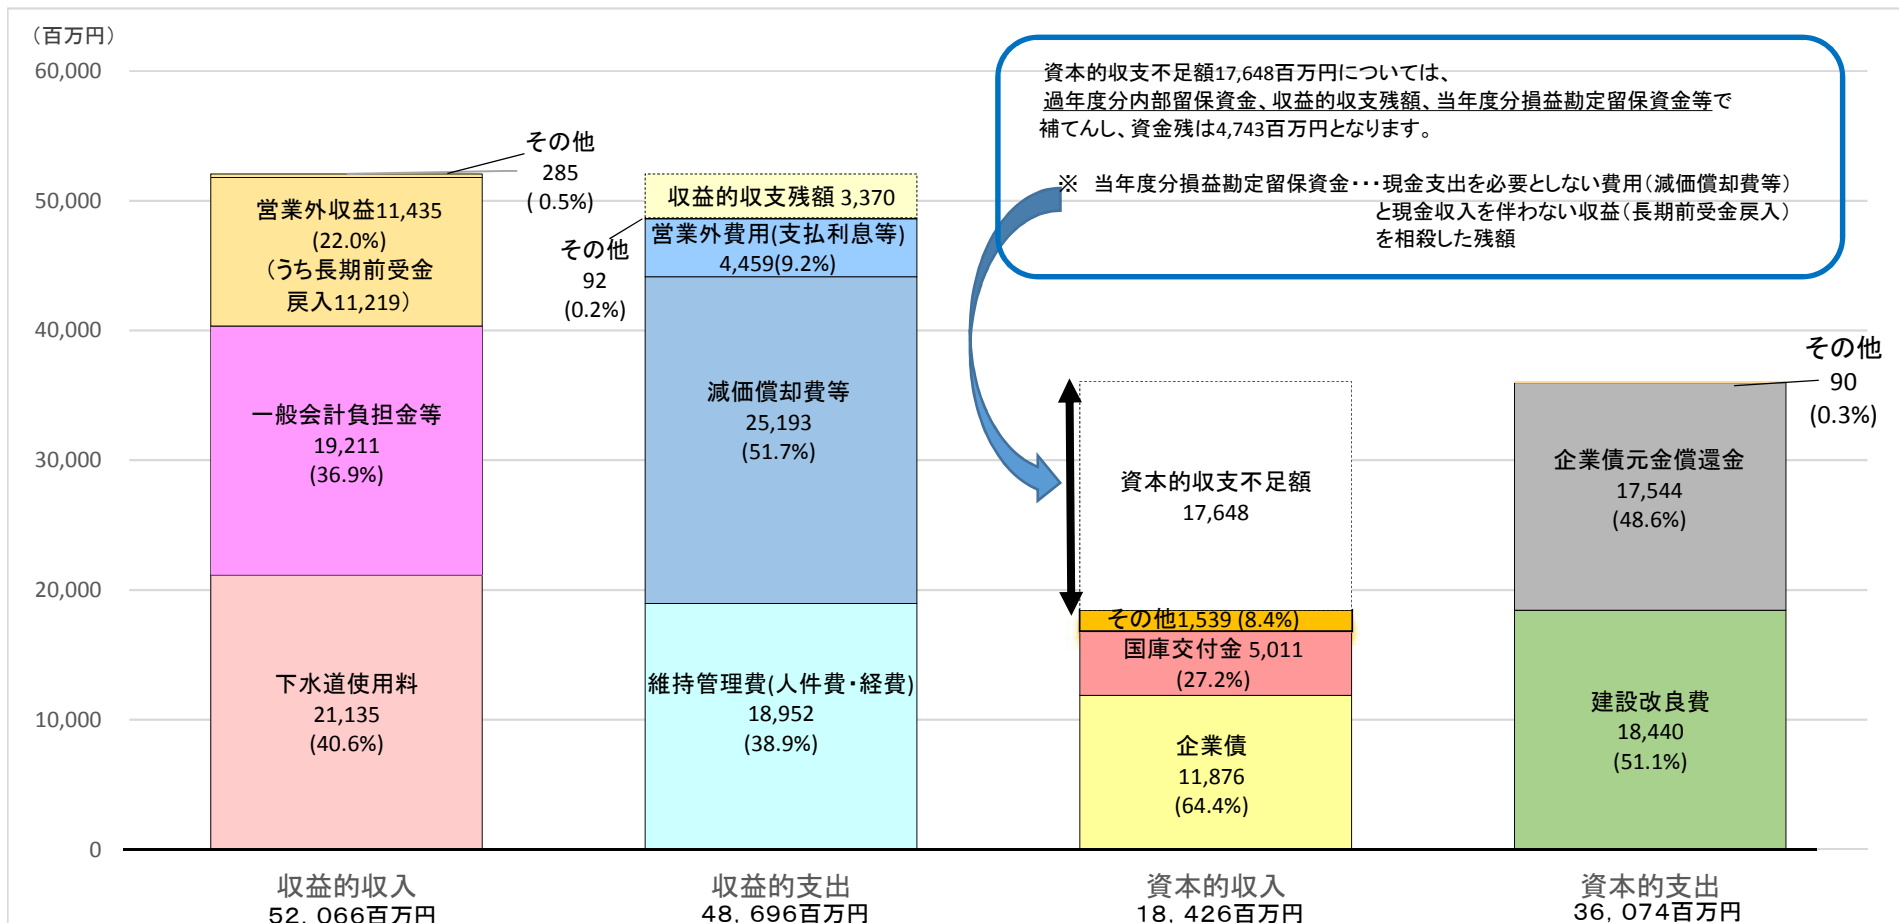 （百万円）
60,000
50,000
40,000
30,000
20,000
10,000
0
資本的収支不足額17,648百万円については、
過年度分内部留保資金、収益的収支残額、当年度分損益勘定留保資金等で
補てんし、資金残は4,743百万円となります。
※　当年度分損益勘定留保資金・・・現金支出を必要としない費用（減価償却費等）
と現金収入を伴わない収益（長期前受金戻入）
を相殺した残額
その他
285
( 0.5%)
営業外収益11,435
(22.0%)
（うち長期前受金
戻入11,219）
一般会計負担金等
19,211
(36.9%)
下水道使用料
21,135
(40.6%)
収益的収入
52，066百万円
収益的収支残額 3,370
その他
92
(0.2%)
営業外費用(支払利息等)
4,459(9.2%)
減価償却費等
25,193
(51.7%)
維持管理費(人件費・経費)
18,952
(38.9%)
収益的支出
48，696百万円
資本的収支不足額
17,648
その他1,539 (8.4%)
国庫交付金 5,011
(27.2%)
企業債
11,876
(64.4%)
資本的収入
18，426百万円
その他
90
(0.3%)
企業債元金償還金
17,544
(48.6%)
建設改良費
18,440
(51.1%)
資本的支出
36，074百万円